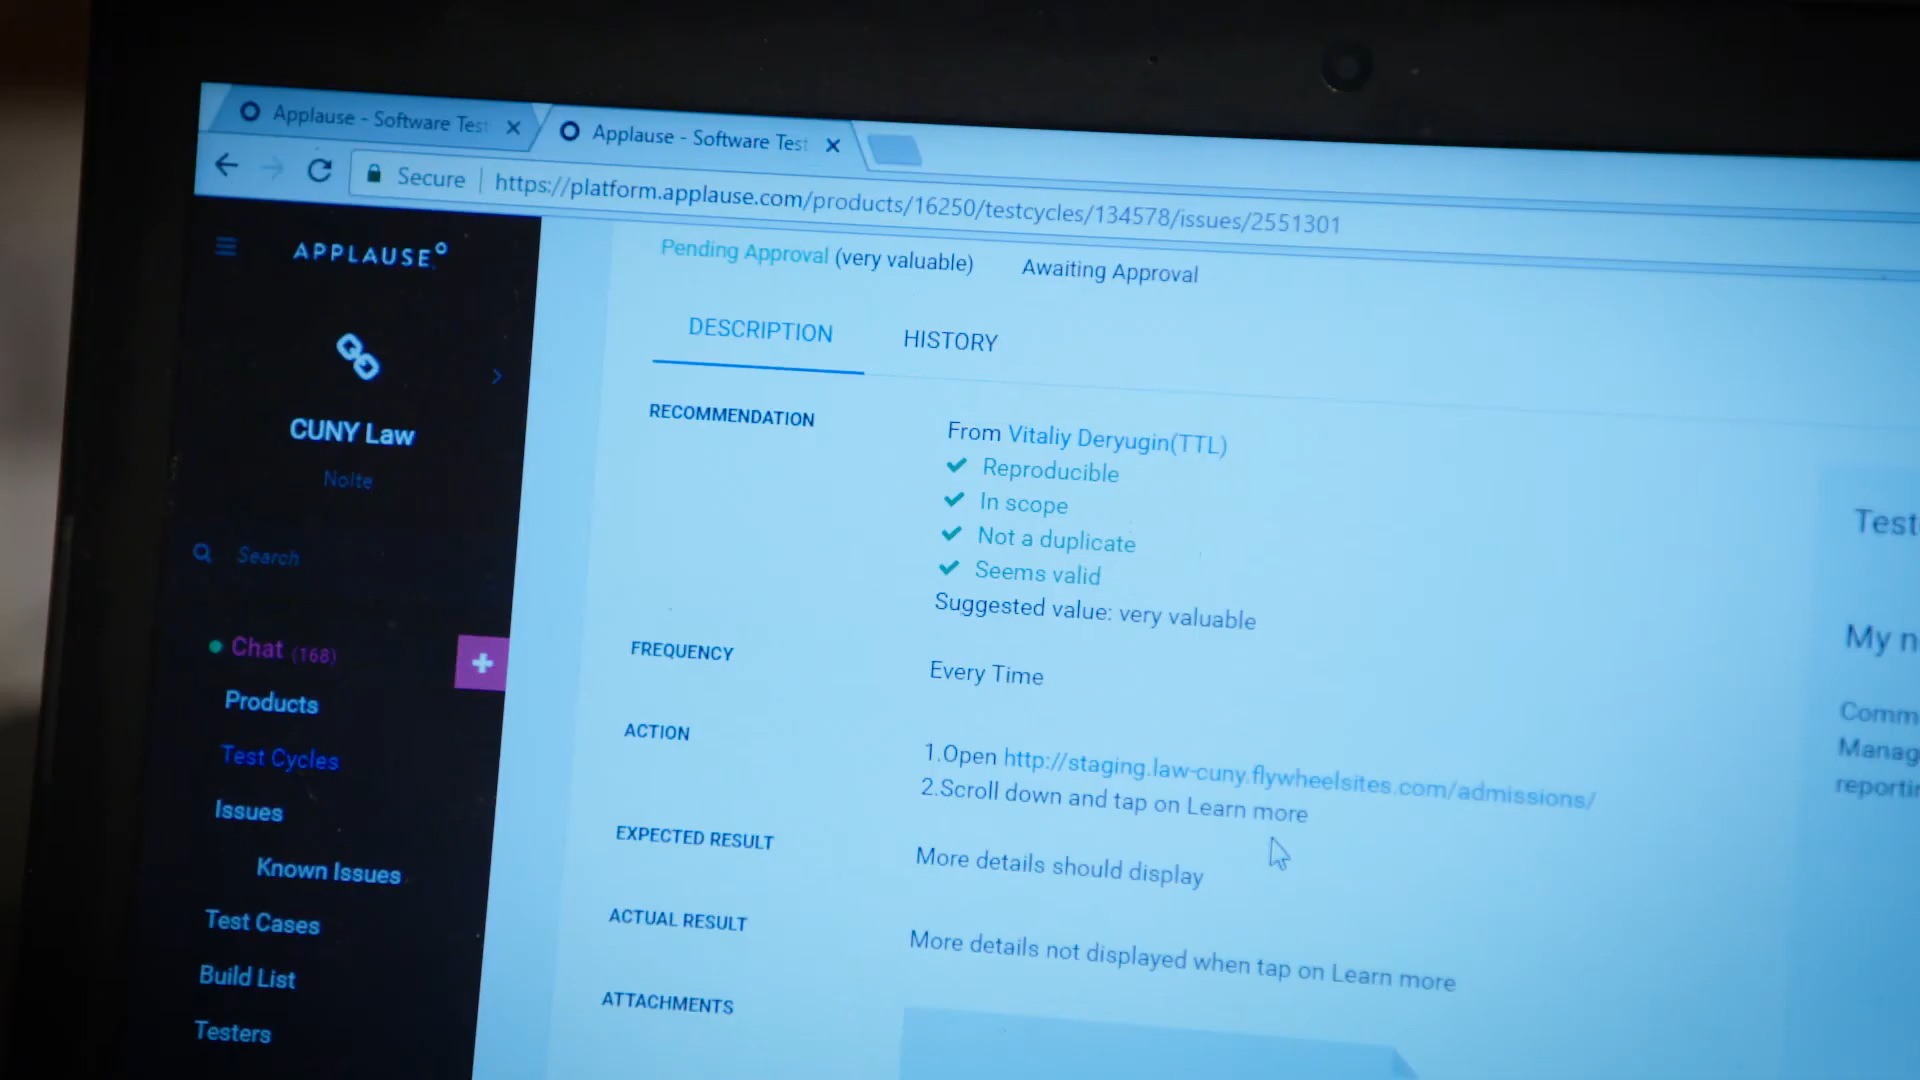 Applause - Software Test
Applause - Software Test
Secure
https://platform.applause.com/products/16250/testcycles/134578/issues/2551301
APPLAUSE
CUNY Law
Nolte
Search
Chat (168)
Products
Test Cycles
Issues
Known Issues
Test Cases
Build List
Testers
Pending Approval (very valuable)
Awaiting Approval
DESCRIPTION
HISTORY
RECOMMENDATION
From Vitaliy Deryugin(TTL)
Reproducible
In scope
Not a duplicate
Seems valid
Suggested value: very valuable
FREQUENCY
Every Time
ACTION
1.Open http://staging.law-cuny.flywheelsites.com/admissions/
2.Scroll down and tap on Learn more
EXPECTED RESULT
More details should display
ACTUAL RESULT
More details not displayed when tap on Learn more
ATTACHMENTS
Test
My n
Comm
Manag
reportin